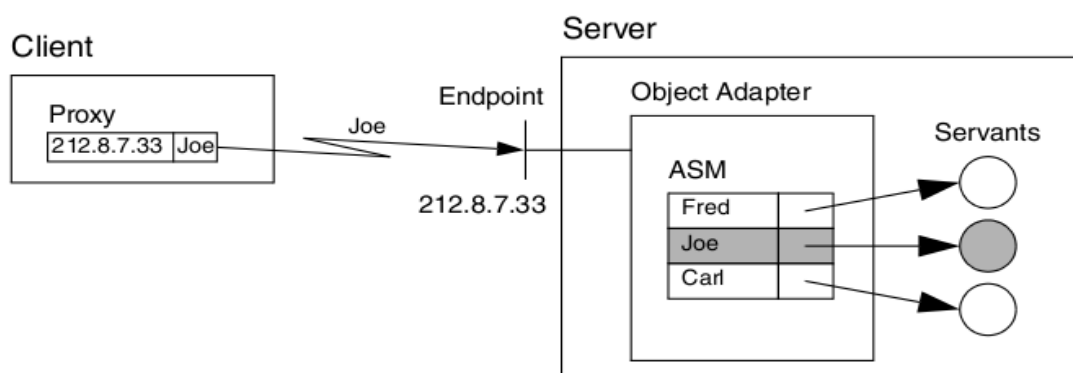 Client
Proxy
212.8.7.33 Joe
Joe
Endpoint
212.8.7.33
Server
Object Adapter
ASM
Fred
Joe
Carl
Servants